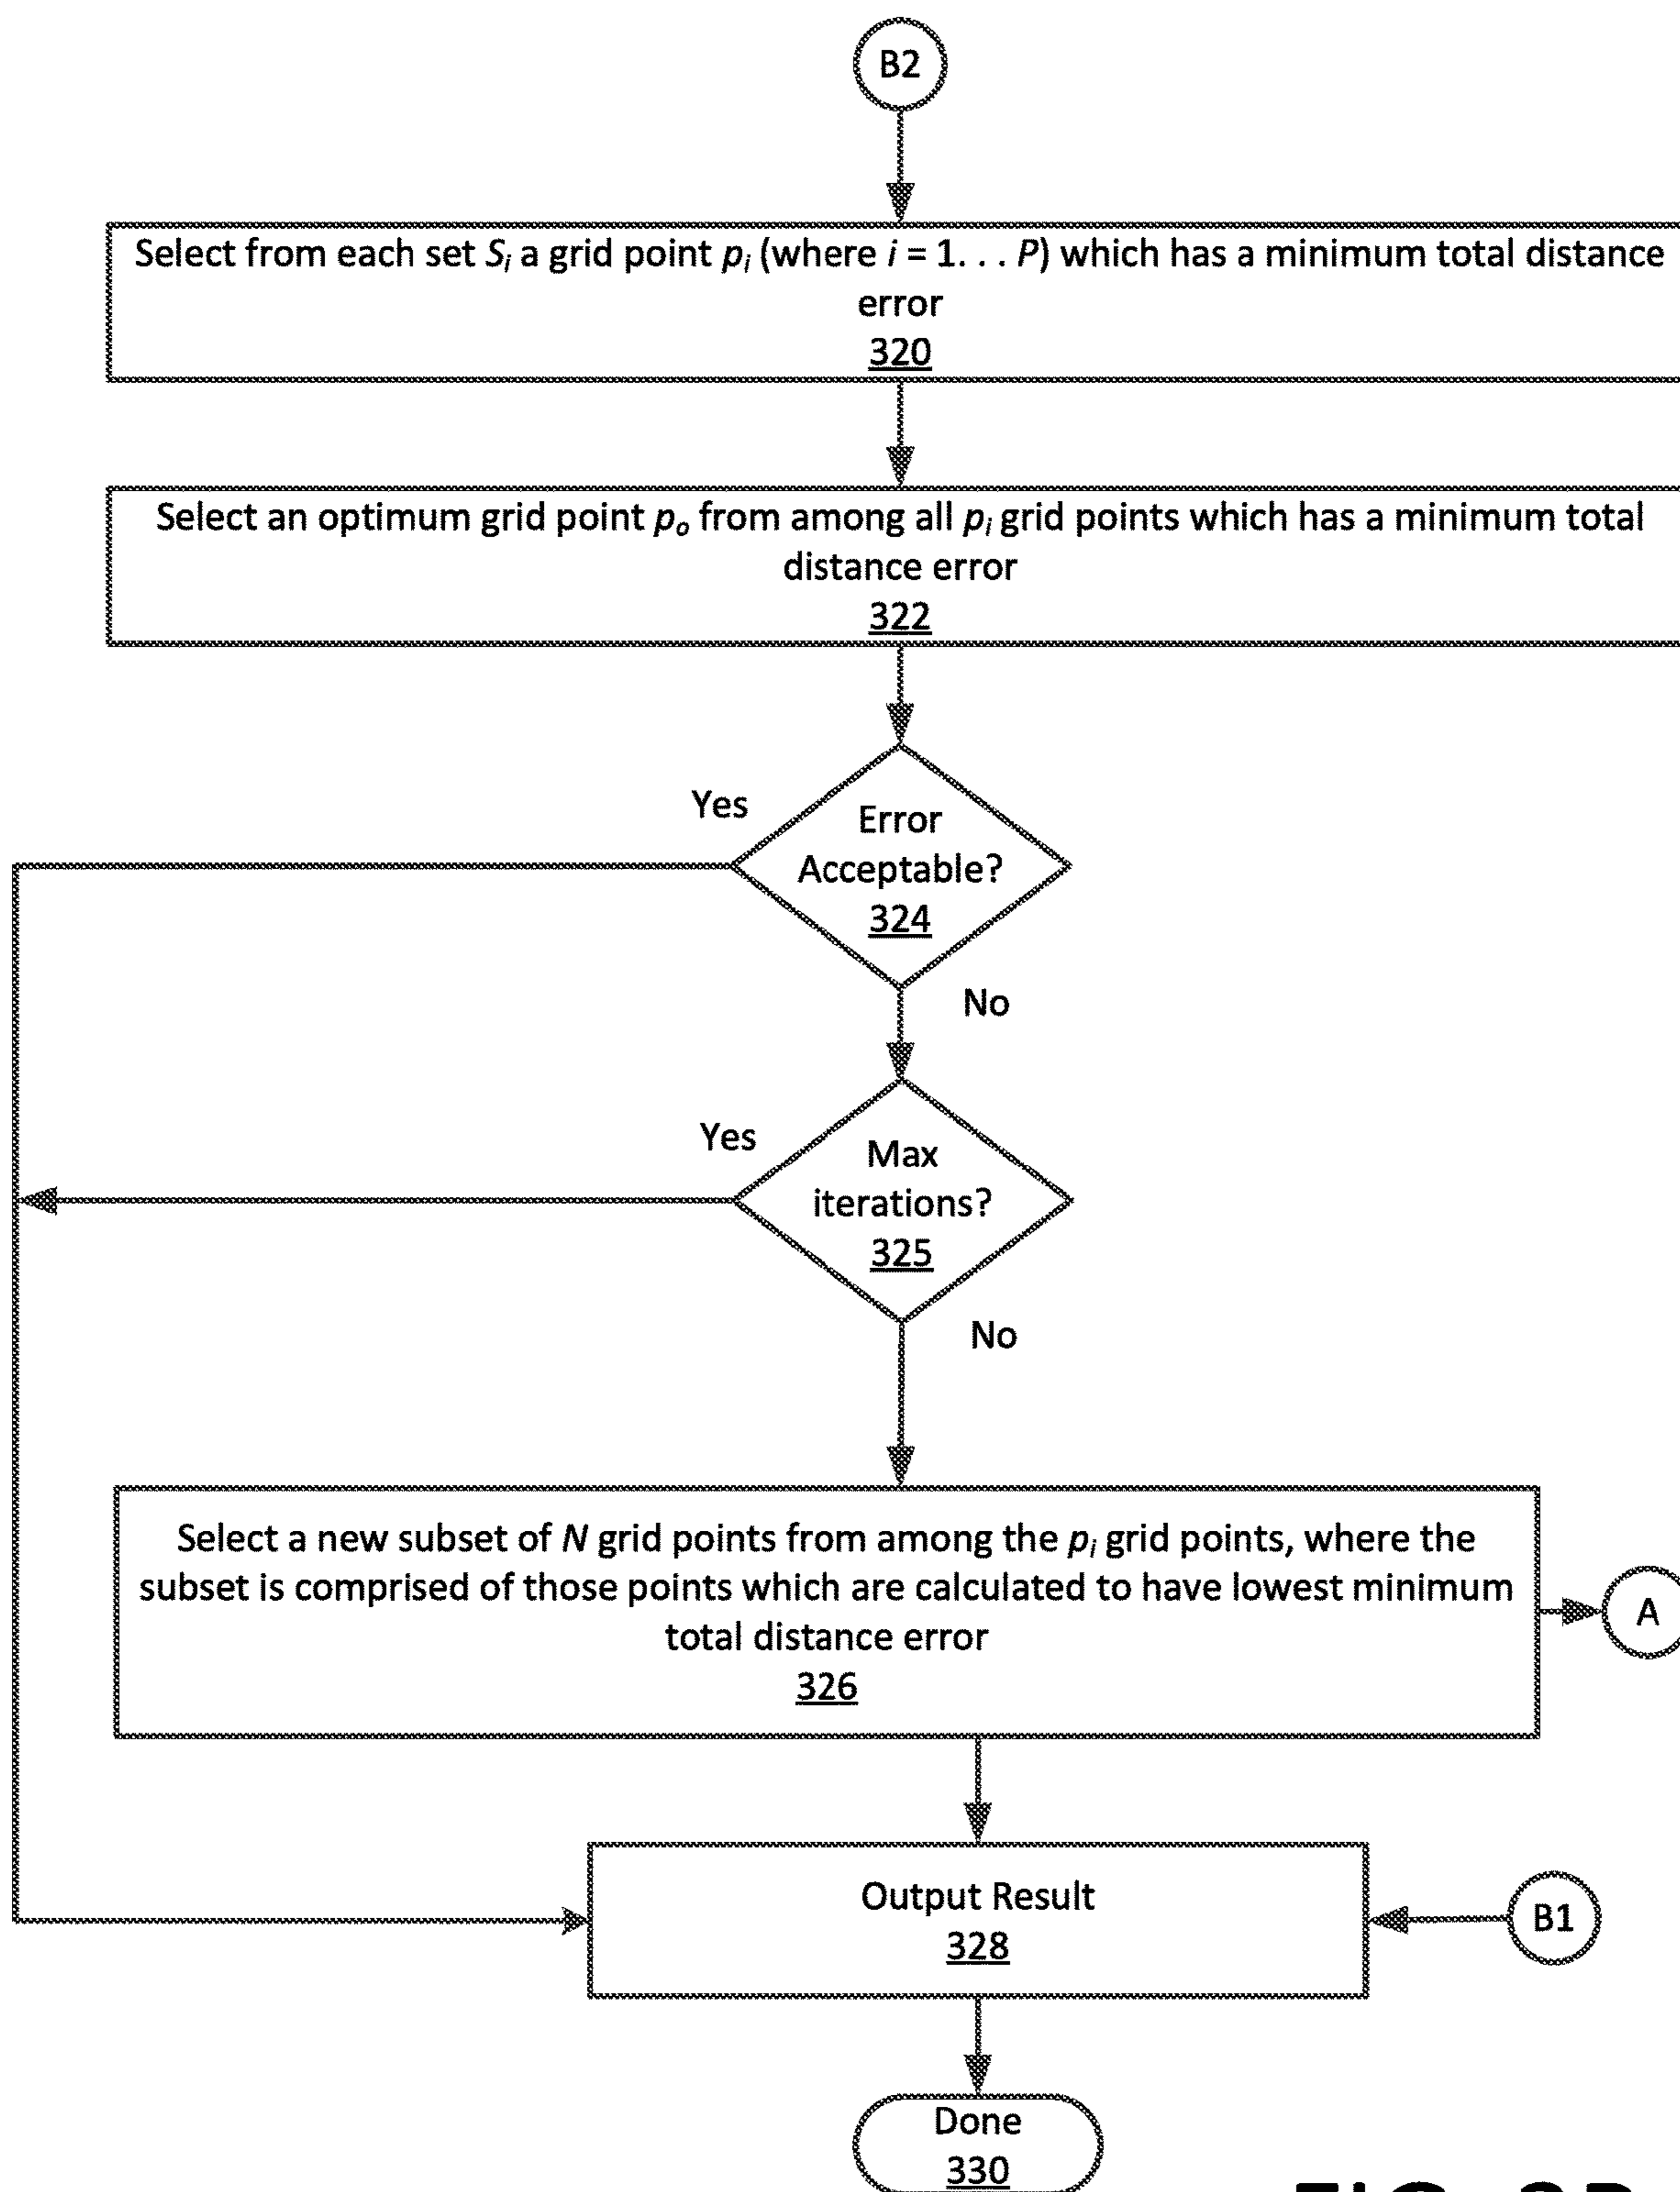 B2
Select from each set Si a grid point pi (where i = 1. . . P) which has a minimum total distance
error
320
Select an optimum grid point po from among all pi grid points which has a minimum total
distance error
322
Yes
Error
Acceptable?
324
No
Yes
Max
iterations?
325
No
Select a new subset of N grid points from among the pi grid points, where the
subset is comprised of those points which are calculated to have lowest minimum
total distance error
326
A
Output Result
328
B1
Done
330